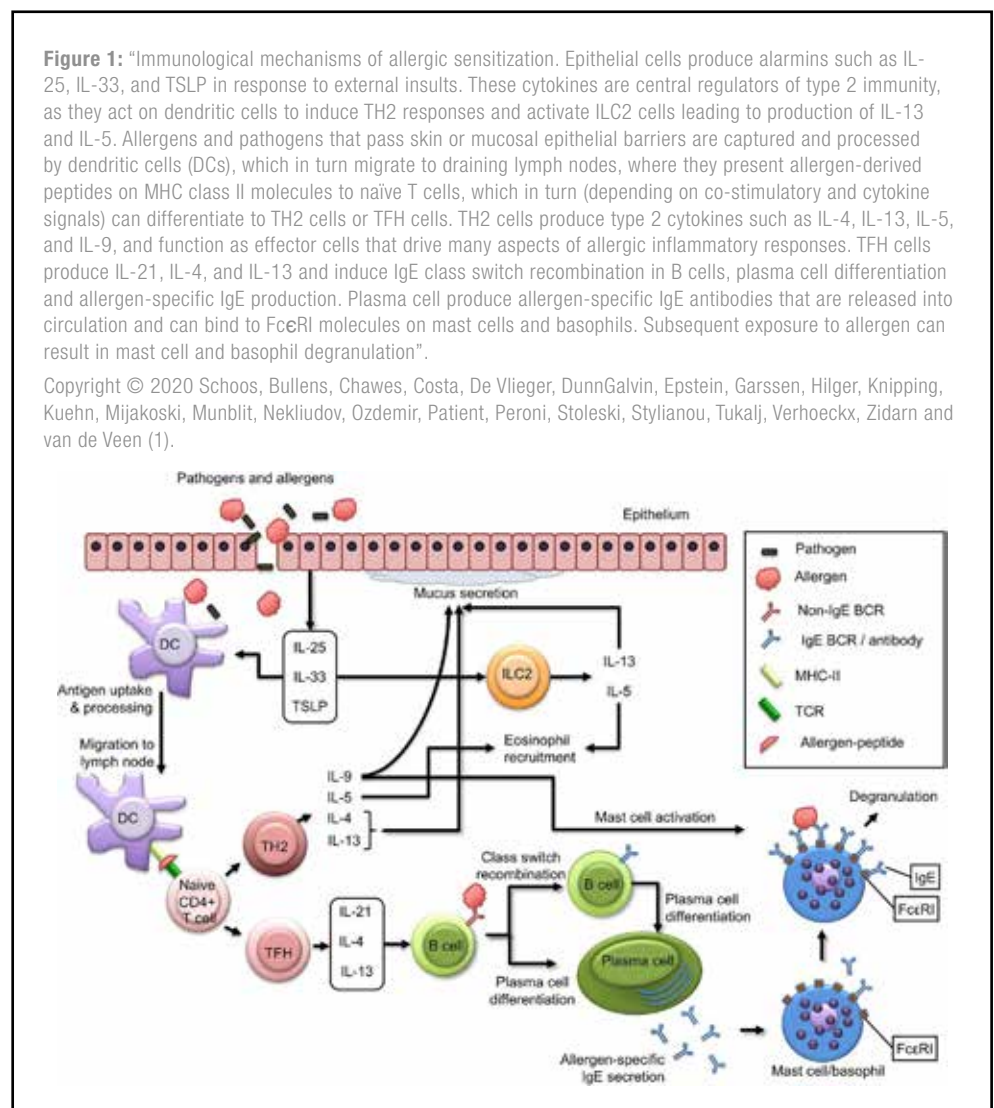 Figure 1: “Immunological mechanisms of allergic sensitization. Epithelial cells produce alarmins such as IL-
25, IL-33, and TSLP in response to external insults. These cytokines are central regulators of type 2 immunity,
as they act on dendritic cells to induce TH2 responses and activate ILC2 cells leading to production of IL-13
and IL-5. Allergens and pathogens that pass skin or mucosal epithelial barriers are captured and processed
by dendritic cells (DCs), which in turn migrate to draining lymph nodes, where they present allergen-derived
peptides on MHC class II molecules to naïve T cells, which in turn (depending on co-stimulatory and cytokine
signals) can differentiate to TH2 cells or TFH cells. TH2 cells produce type 2 cytokines such as IL-4, IL-13, IL-5,
and IL-9, and function as effector cells that drive many aspects of allergic inflammatory responses. TFH cells
produce IL-21, IL-4, and IL-13 and induce IgE class switch recombination in B cells, plasma cell differentiation
and allergen-specific IgE production. Plasma cell produce allergen-specific IgE antibodies that are released into
circulation and can bind to FcєRI molecules on mast cells and basophils. Subsequent exposure to allergen can
result in mast cell and basophil degranulation”.
Copyright © 2020 Schoos, Bullens, Chawes, Costa, De Vlieger, DunnGalvin, Epstein, Garssen, Hilger, Knipping,
Kuehn, Mijakoski, Munblit, Nekliudov, Ozdemir, Patient, Peroni, Stoleski, Stylianou, Tukalj, Verhoeckx, Zidarn and
van de Veen (1).
Pathogens and allergens
Epithelium
Pathogen
Allergen
Non-IgE BCR
IgE BCR / antibody
MHC-II
TCR
Allergen-peptide
Mucus secretion
DC
IL-25
IL-33
TSLP
ILC2
IL-13
IL-5
Antigen uptake
& processing
Migration to
lymph node
Eosinophil
recruitment
DC
IL-9
IL-5
IL-4
IL-13
TH2
Mast cell activation
Degranulation
Naive
CD4+
T cell
Class switch
recombination
B cell
IgE
FcεRI
TFH
IL-21
IL-4
IL-13
B cell
Plasma cell
differentiation
Plasma cell
Plasma cell
differentiation
Allergen-specific
IgE secretion
FcεRI
Mast cell/basophil